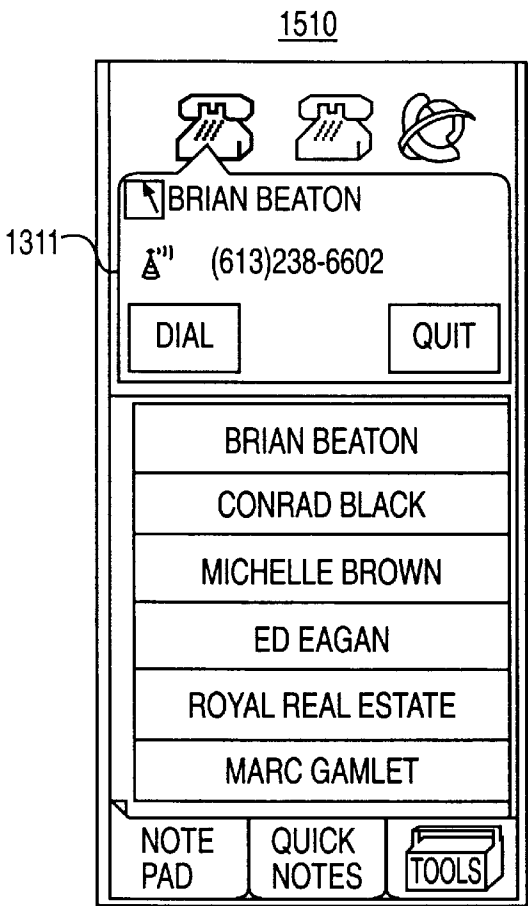 1510
BRIAN BEATON
1311
(613)238-6602
DIAL
QUIT
BRIAN BEATON
CONRAD BLACK
MICHELLE BROWN
ED EAGAN
ROYAL REAL ESTATE
MARC GAMLET
NOTE
PAD
QUICK
NOTES
TOOLS